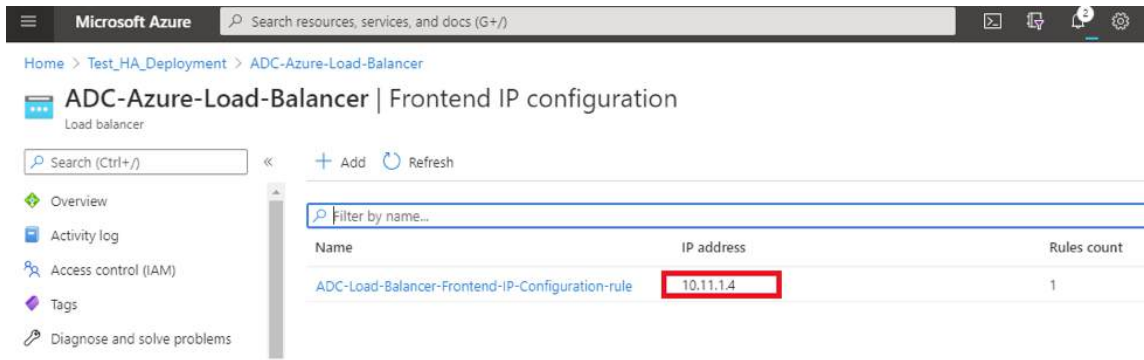 Microsoft Azure
Search resources, services, and docs (G+/)
2
Home > Test_HA_Deployment > ADC-Azure-Load-Balancer
ADC-Azure-Load-Balancer | Frontend IP configuration
Load balancer
Search (Ctrl+/)
«
+ Add
Refresh
Overview
Filter by name...
Activity log
Name
IP address
Rules count
Access control (IAM)
ADC-Load-Balancer-Frontend-IP-Configuration-rule
10.11.1.4
1
Tags
Diagnose and solve problems